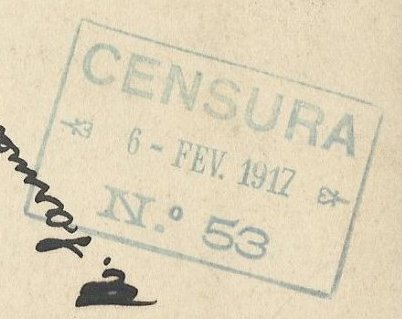 CENSURA
6 - FEV. 1917
N.º 53